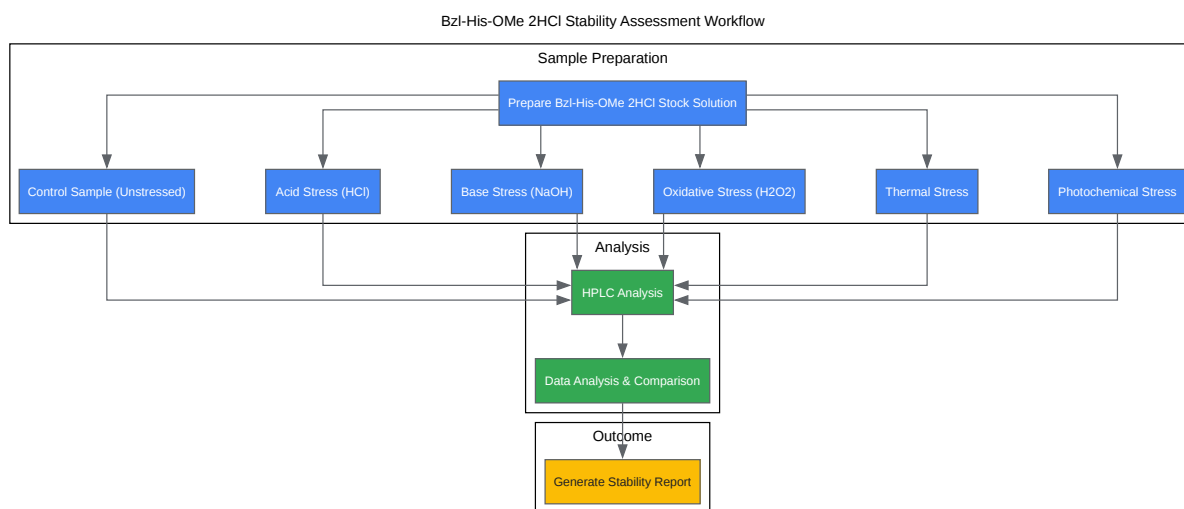 Bzl-His-OMe 2HCl Stability Assessment Workflow
Sample Preparation
Prepare Bzl-His-OMe 2HCl Stock Solution
Control Sample (Unstressed)
Acid Stress (HCl)
Base Stress (NaOH)
Oxidative Stress (H2O2)
Thermal Stress
Photochemical Stress
Analysis
HPLC Analysis
Data Analysis & Comparison
Outcome
Generate Stability Report